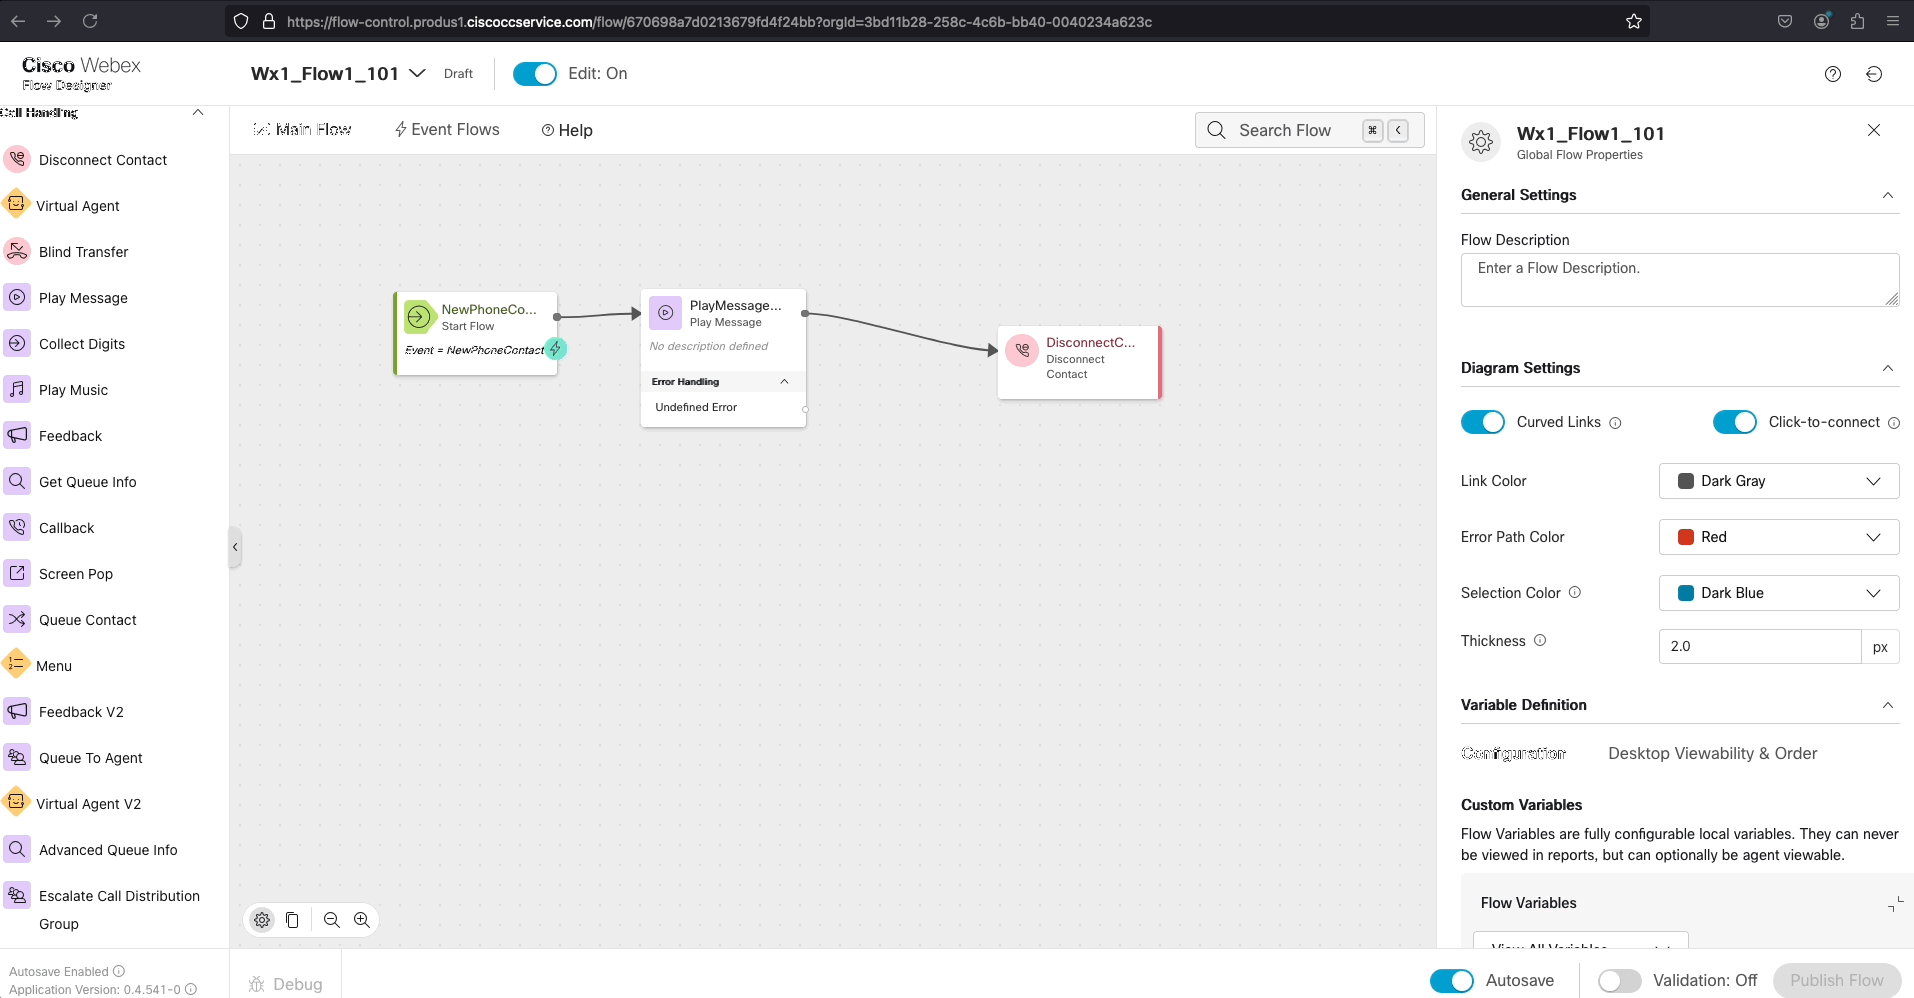 https://flow-control.produs1.ciscoccservice.com/flow/670698a7d0213679fd4f24bb?orgId=3bd11b28-258c-4c6b-bb40-0040234a623c
Cisco Webex
Flow Designer
Wx1_Flow1_101
Draft
Edit: On
Call Handling
Disconnect Contact
Virtual Agent
Blind Transfer
Play Message
Collect Digits
Play Music
Feedback
Get Queue Info
Callback
Screen Pop
Queue Contact
Menu
Feedback V2
Queue To Agent
Virtual Agent V2
Advanced Queue Info
Escalate Call Distribution
Group
Autosave Enabled
Application Version: 0.4.541-0
Main Flow
Event Flows
Help
Search Flow
⌘
NewPhoneCo...
Start Flow
Event = NewPhoneContact
PlayMessage...
Play Message
No description defined
Error Handling
Undefined Error
DisconnectC...
Disconnect
Contact
Debug
Wx1_Flow1_101
Global Flow Properties
General Settings
Flow Description
Enter a Flow Description.
Diagram Settings
Curved Links
Click-to-connect
Link Color
Dark Gray
Error Path Color
Red
Selection Color
Dark Blue
Thickness
2.0
px
Variable Definition
Configuration
Desktop Viewability & Order
Custom Variables
Flow Variables are fully configurable local variables. They can never
be viewed in reports, but can optionally be agent viewable.
Flow Variables
View All Variables
Autosave
Validation: Off
Publish Flow